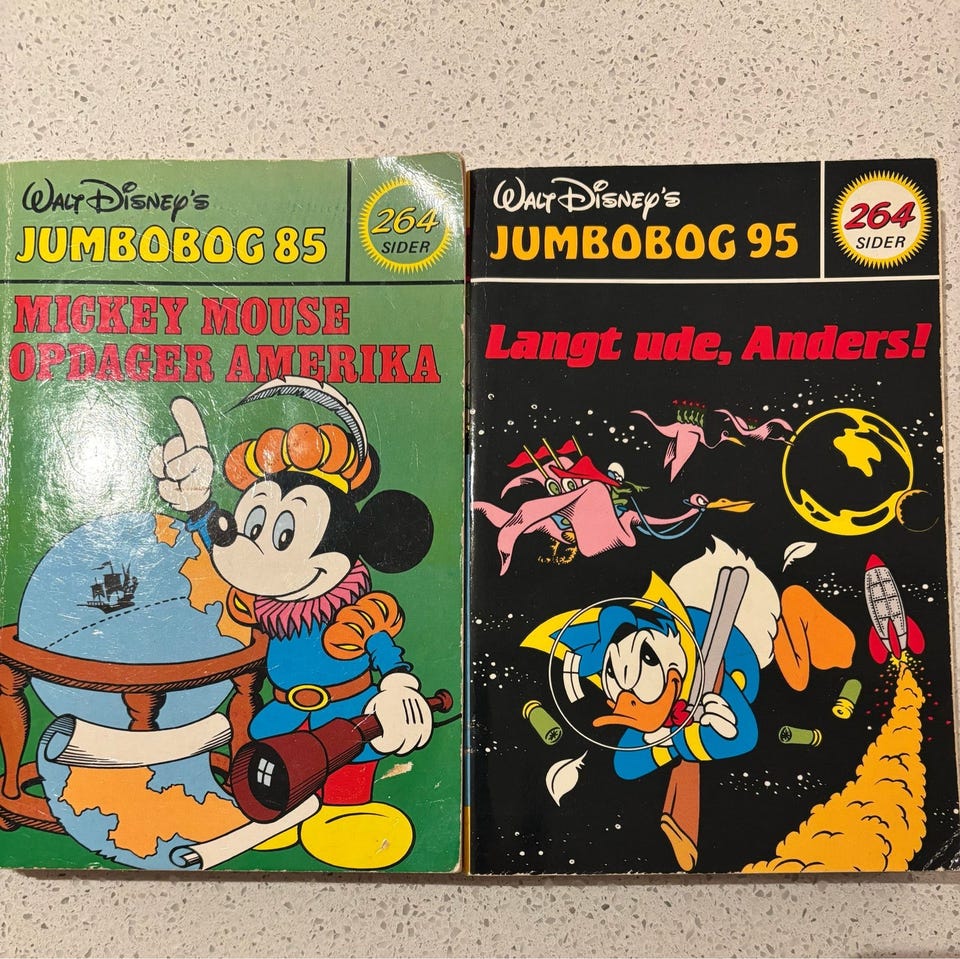 Walt Disney's
JUMBOBOG 85
264
SIDER
MICKEY MOUSE
OPDAGER AMERIKA
Walt Disney's
JUMBOBOG 95
264
SIDER
Langt ude, Anders!